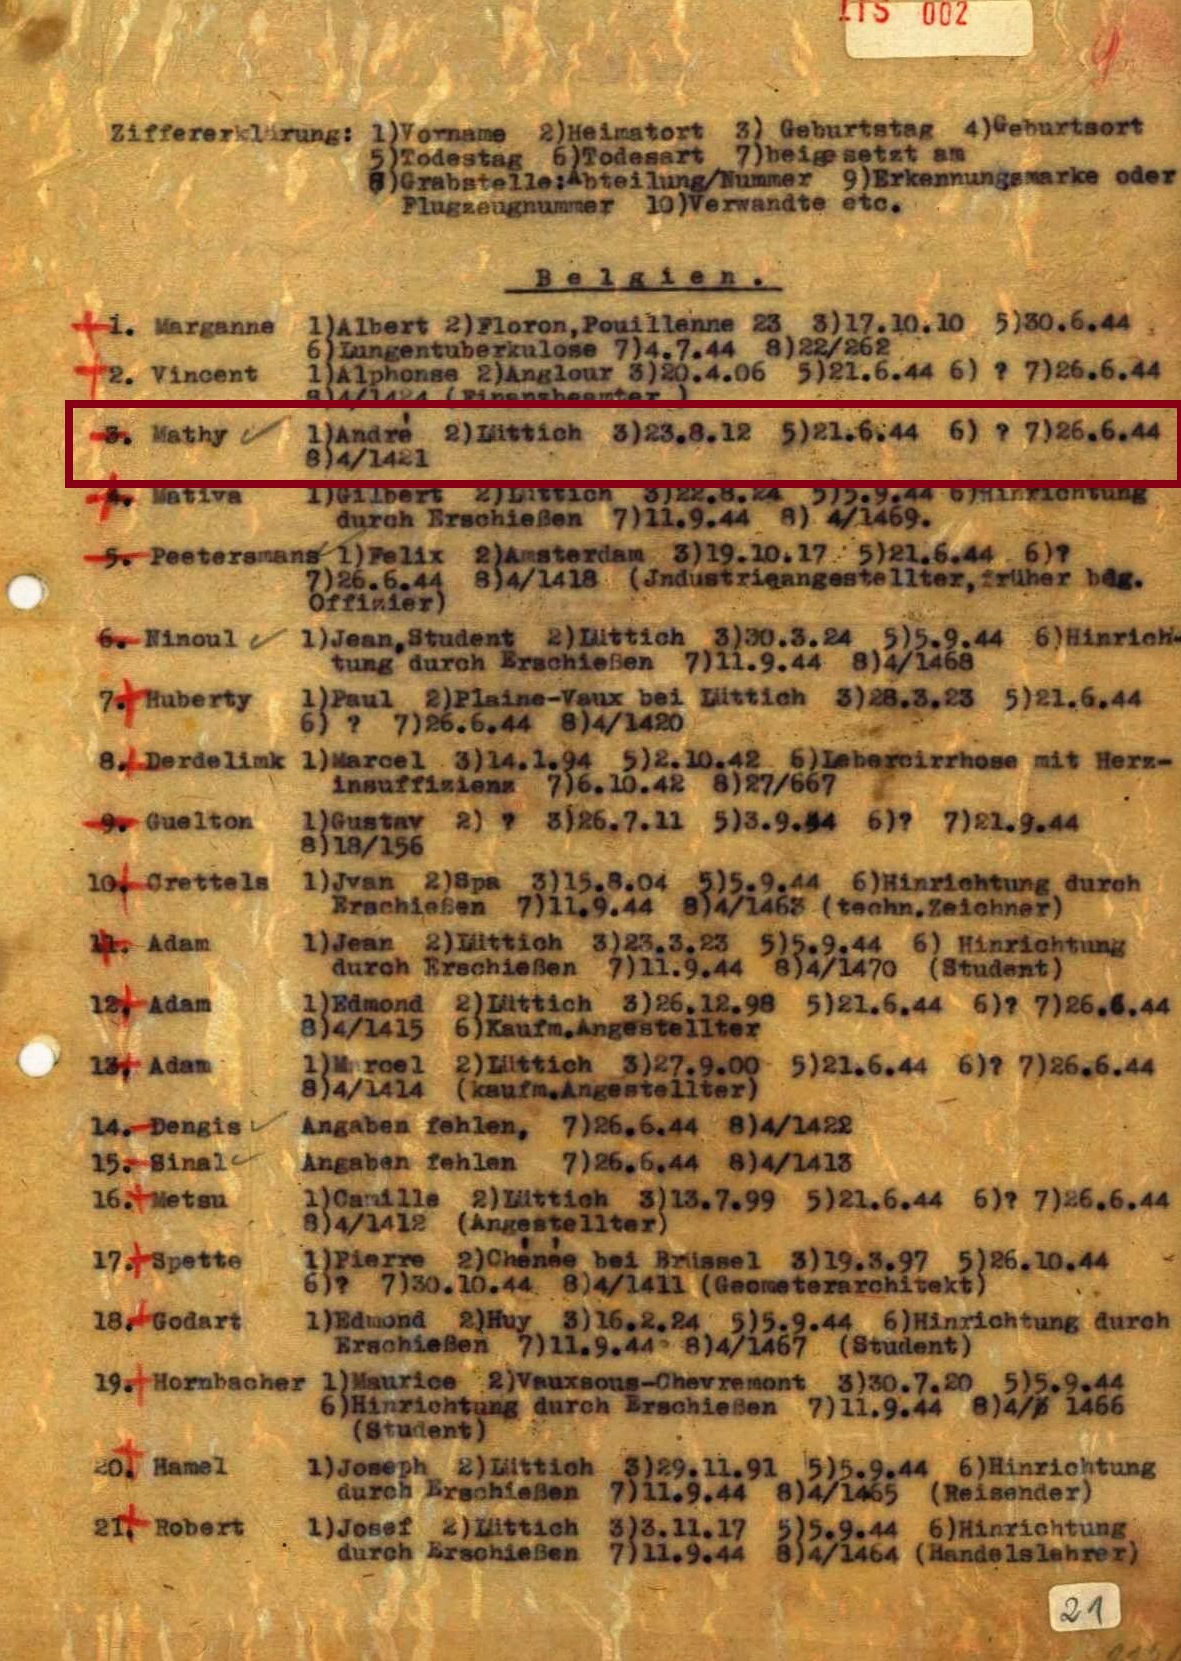 ITS 002
Ziffererklärung: 1)Vorname 2)Heimatort 3) Geburtstag 4)Geburtsort
5)Todestag 6)Todesart 7)beigesetzt am
8)Grabstelle:Abteilung/Nummer 9)Erkennungsmarke oder
Flugzeugnummer 10)Verwandte etc.
Belgien.
1. Marganne 1)Albert 2)Floron,Pouillenne 23 3)17.10.10 5)30.6.44
6)Lungentuberkulose 7)4.7.44 8)22/262
2. Vincent 1)Alphonse 2)Anglour 3)20.4.06 5)21.6.44 6) ? 7)26.6.44
8)4/1424 (Finanzbeamter )
3. Mathy 1)André 2)Lüttich 3)23.8.12 5)21.6.44 6) ? 7)26.6.44
8)4/1421
4. Mativa 1)Gilbert 2)Lüttich 3)22.8.24 5)5.9.44 6)Hinrichtung
durch Erschießen 7)11.9.44 8) 4/1469.
5. Peetersmans 1)Felix 2)Amsterdam 3)19.10.17 5)21.6.44 6)?
7)26.6.44 8)4/1418 (Jndustrieangestellter,früher belg.
Offizier)
6. Ninoul 1)Jean,Student 2)Lüttich 3)30.3.24 5)5.9.44 6)Hinrich-
tung durch Erschießen 7)11.9.44 8)4/1468
7. Huberty 1)Paul 2)Plaine-Vaux bei Lüttich 3)28.3.23 5)21.6.44
6) ? 7)26.6.44 8)4/1420
8. Derdelimk 1)Marcel 3)14.1.94 5)2.10.42 6)Lebercirrhose mit Herz-
insuffizienz 7)6.10.42 8)27/667
9. Guelton 1)Gustav 2) ? 3)26.7.11 5)3.9.44 6)? 7)21.9.44
8)18/156
10. Crettels 1)Jvan 2)Spa 3)15.8.04 5)5.9.44 6)Hinrichtung durch
Erschießen 7)11.9.44 8)4/1463 (techn.Zeichner)
11. Adam 1)Jean 2)Lüttich 3)23.3.23 5)5.9.44 6) Hinrichtung
durch Erschießen 7)11.9.44 8)4/1470 (Student)
12. Adam 1)Edmond 2)Lüttich 3)26.12.98 5)21.6.44 6)? 7)26.6.44
8)4/1415 6)Kaufm.Angestellter
13. Adam 1)Marcel 2)Lüttich 3)27.9.00 5)21.6.44 6)? 7)26.6.44
8)4/1414 (kaufm.Angestellter)
14. Dengis Angaben fehlen, 7)26.6.44 8)4/1422
15. Sinal Angaben fehlen 7)26.6.44 8)4/1413
16. Metsu 1)Camille 2)Lüttich 3)13.7.99 5)21.6.44 6)? 7)26.6.44
8)4/1412 (Angestellter)
17. Spette 1)Pierre 2)Chénée bei Brüssel 3)19.3.97 5)26.10.44
6)? 7)30.10.44 8)4/1411 (Geometerarchitekt)
18. Godart 1)Edmond 2)Huy 3)16.2.24 5)5.9.44 6)Hinrichtung durch
Erschießen 7)11.9.44 8)4/1467 (Student)
19. Hornbacher 1)Maurice 2)Vauxsous-Chevremont 3)30.7.20 5)5.9.44
6)Hinrichtung durch Erschießen 7)11.9.44 8)4/ 1466
(Student)
20. Hamel 1)Joseph 2)Lüttich 3)29.11.91 5)5.9.44 6)Hinrichtung
durch Erschießen 7)11.9.44 8)4/1465 (Reisender)
21. Robert 1)Josef 2)Lüttich 3)3.11.17 5)5.9.44 6)Hinrichtung
durch Erschießen 7)11.9.44 8)4/1464 (Handelslehrer)
21